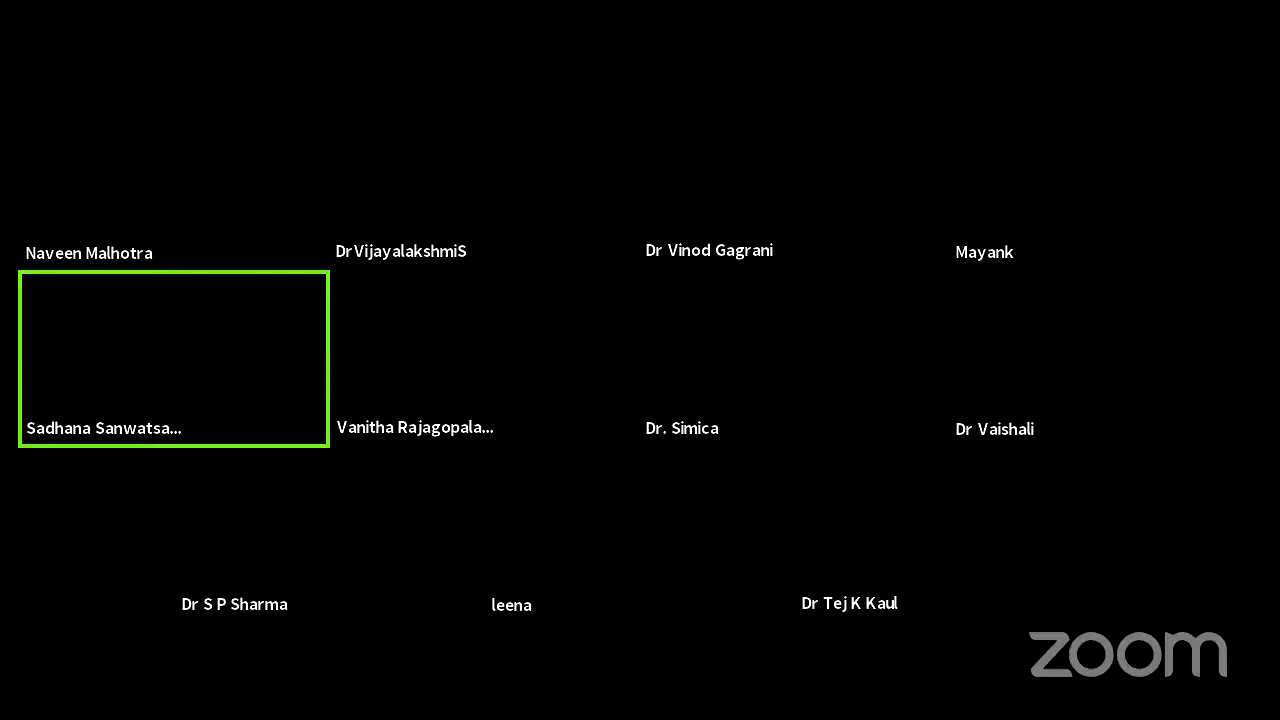 Naveen Malhotra
DrVijayalakshmiS
Dr Vinod Gagrani
Mayank
Sadhana Sanwatsa...
Vanitha Rajagopala...
Dr. Simica
Dr Vaishali
Dr S P Sharma
leena
Dr Tej K Kaul
zoom